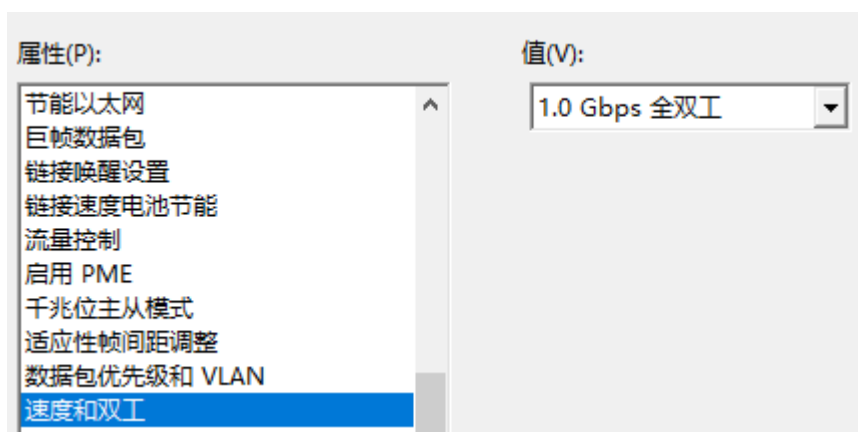 属性(P):
值(V):
节能以太网
1.0 Gbps 全双工
巨帧数据包
链接唤醒设置
链接速度电池节能
流量控制
启用 PME
千兆位主从模式
适应性帧间距调整
数据包优先级和 VLAN
速度和双工